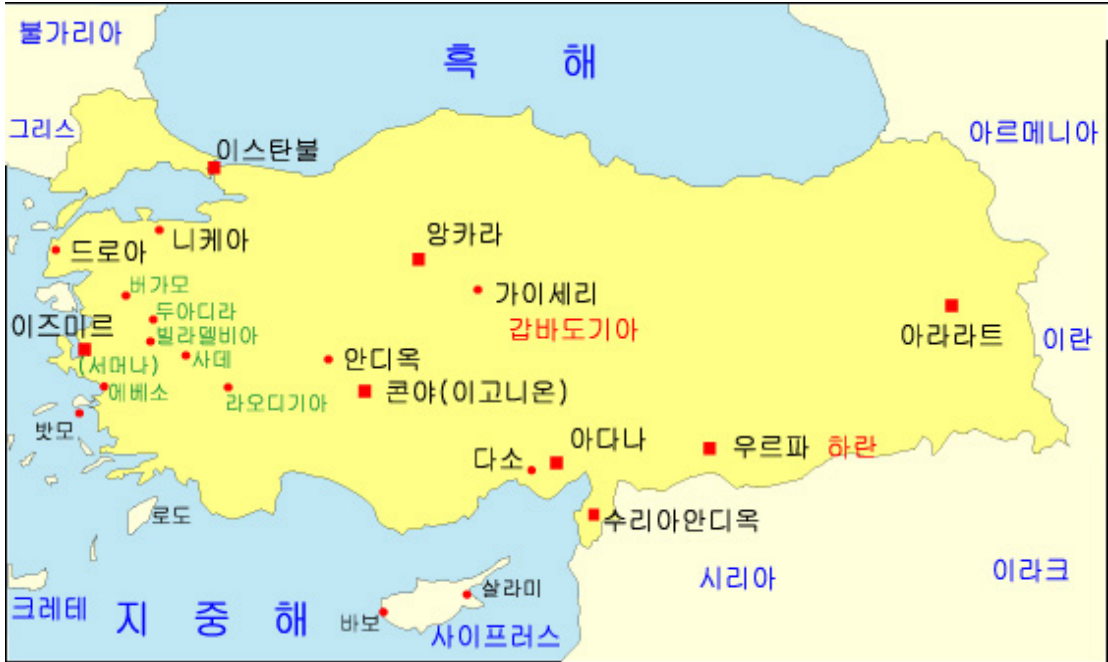 불가리아
흑 해
그리스
아르메니아
이스탄불
니케아
드로아
앙카라
버가모
가이세리
두아디라
갑바도기아
이즈미르
빌라델비아
아라라트
이란
(서머나)
사데
안디옥
에베소
라오디기아
콘야(이고니온)
밧모
아다나
다소
우르파
하란
로도
수리아안디옥
시리아
이라크
살라미
크레테
지 중 해
바보
사이프러스